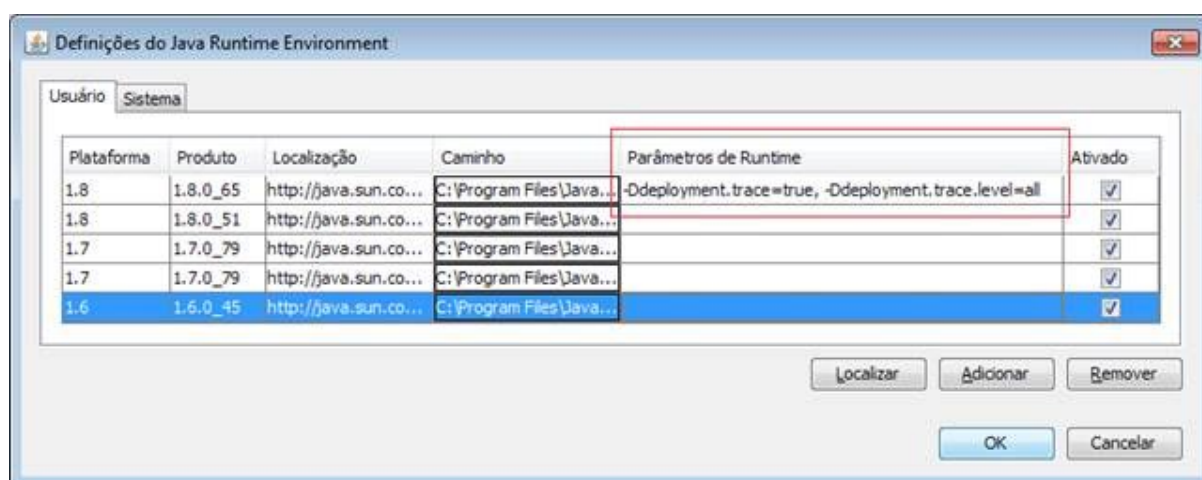 Definições do Java Runtime Environment
Usuário Sistema
Plataforma Produto Localização Caminho Parâmetros de Runtime Ativado
1.8 1.8.0_65 http://java.sun.co... C:\Program Files\Java... -Ddeployment.trace=true, -Ddeployment.trace.level=all
1.8 1.8.0_51 http://java.sun.co... C:\Program Files\Java...
1.7 1.7.0_79 http://java.sun.co... C:\Program Files\Java...
1.7 1.7.0_79 http://java.sun.co... C:\Program Files\Java...
1.6 1.6.0_45 http://java.sun.co... C:\Program Files\Java...
Localizar Adicionar Remover
OK Cancelar